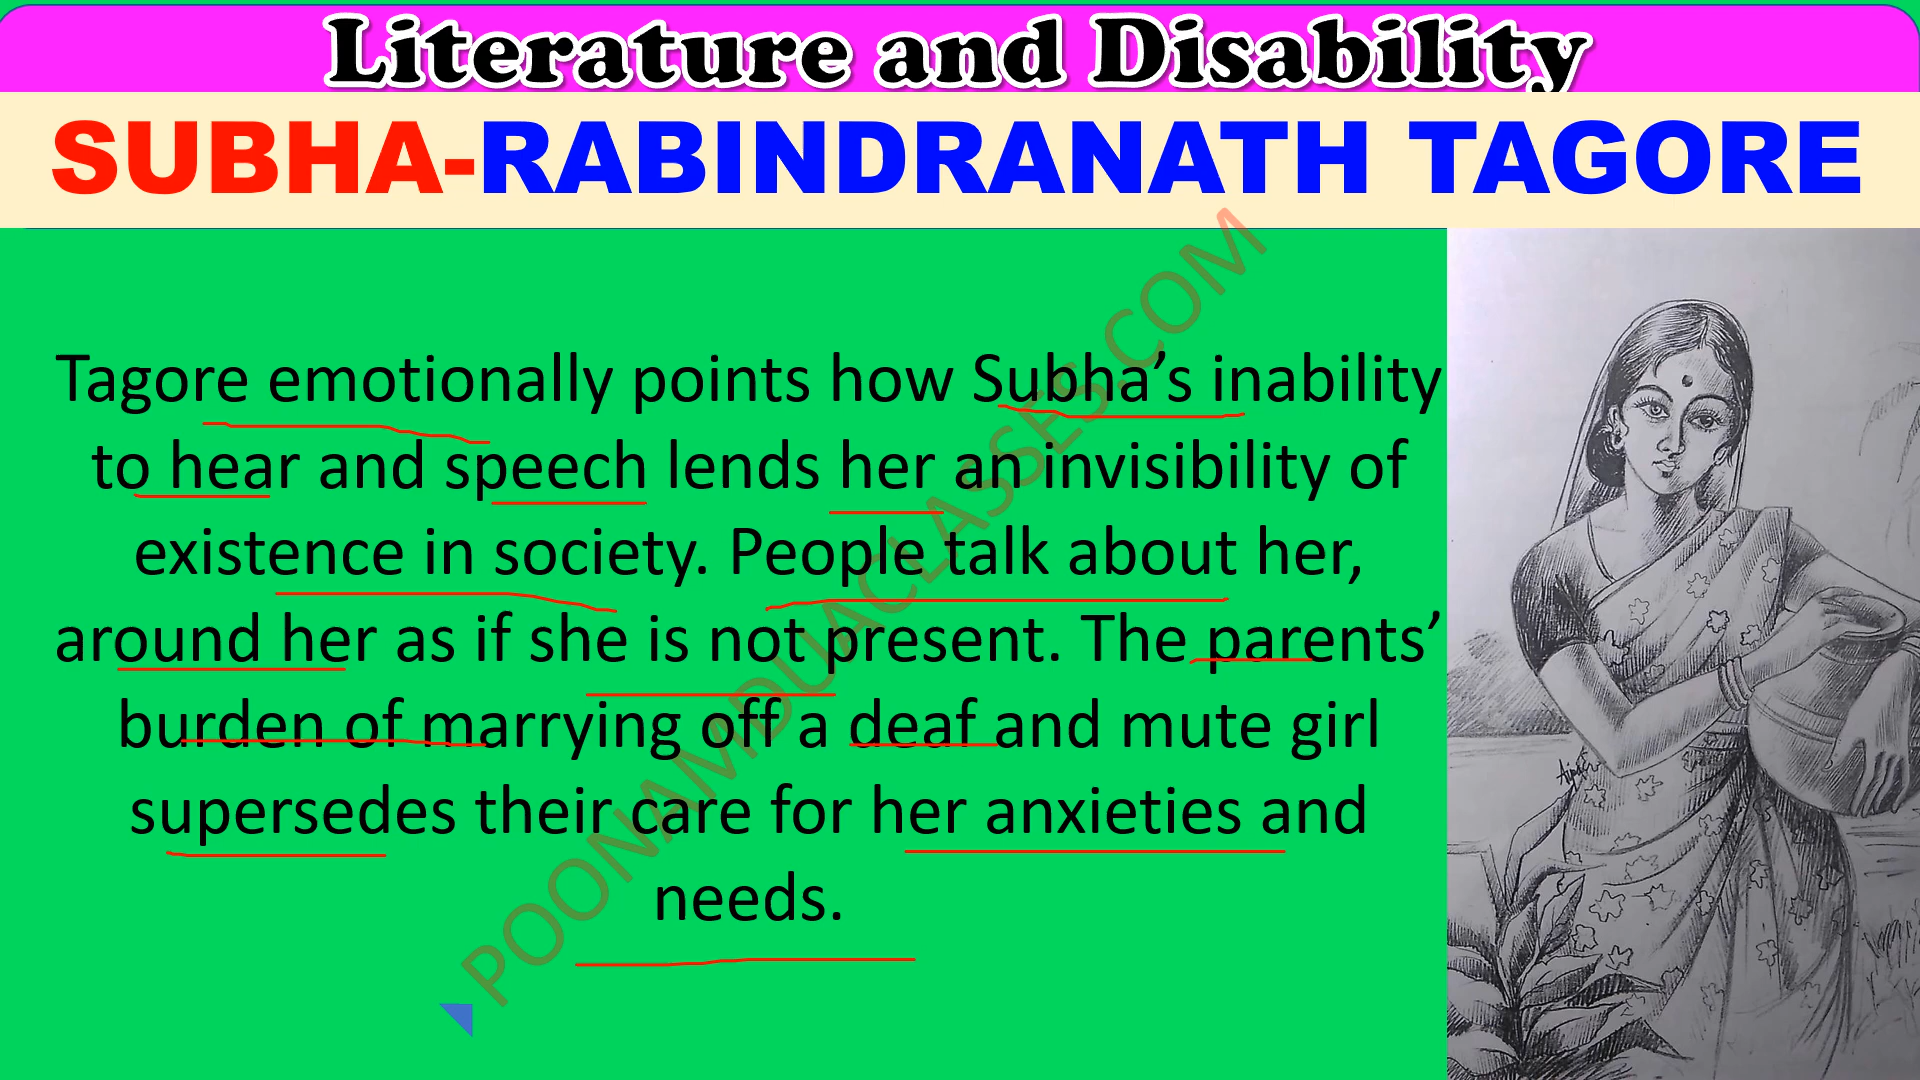 Literature and Disability
SUBHA-RABINDRANATH TAGORE
Tagore emotionally points how Subha’s inability
to hear and speech lends her an invisibility of
existence in society. People talk about her,
around her as if she is not present. The parents’
burden of marrying off a deaf and mute girl
supersedes their care for her anxieties and
needs.
POONAMDUACLASSES.COM